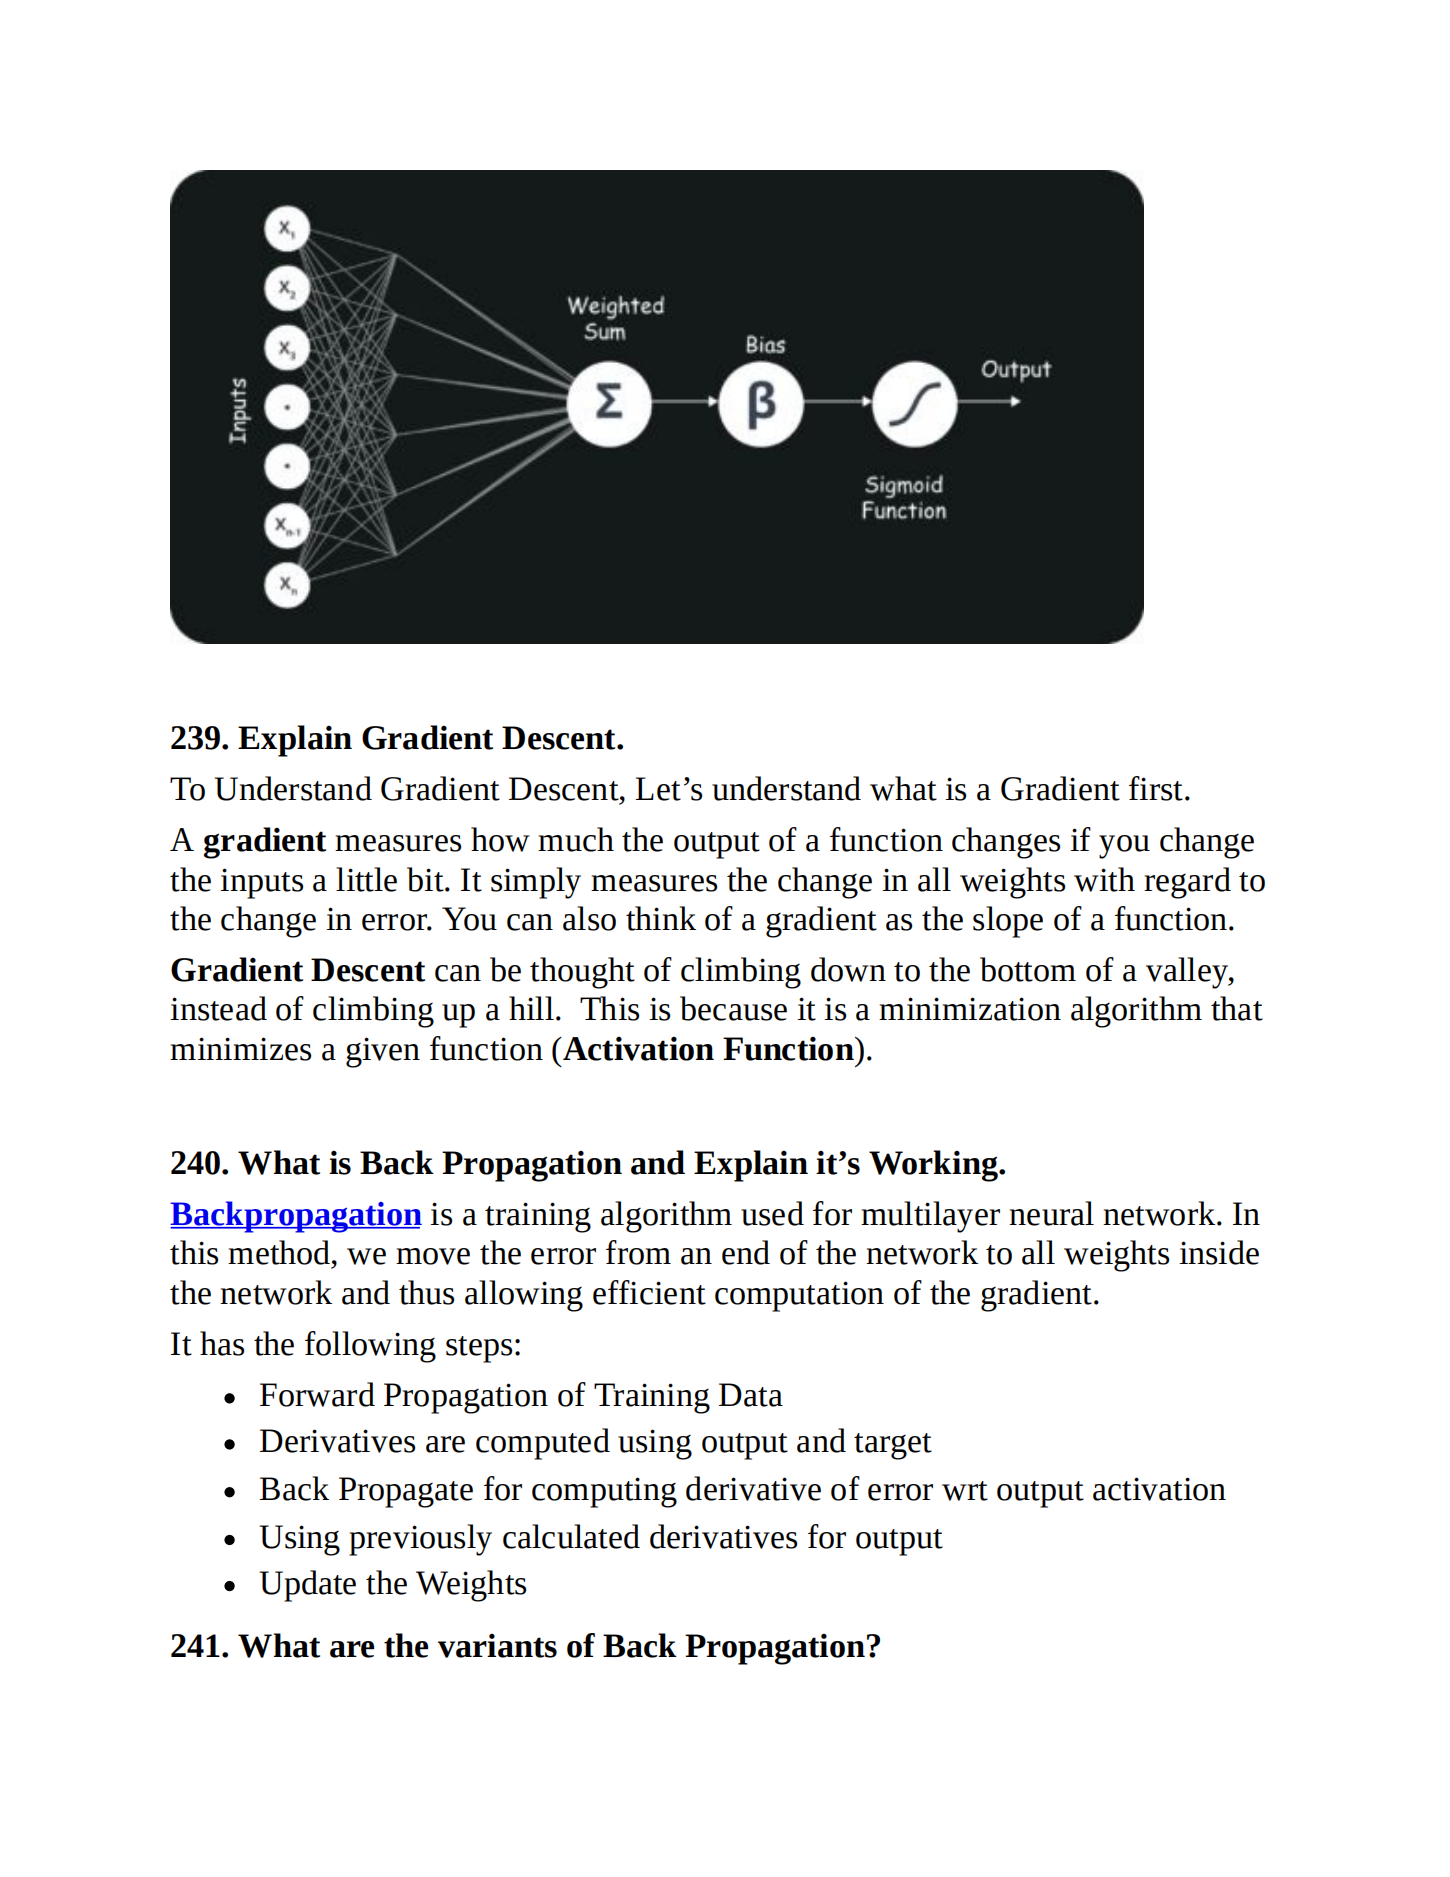 X1
X2
X3
Xn-1
Xn
Inputs
Weighted
Sum
Σ
Bias
β
Sigmoid
Function
Output
239. Explain Gradient Descent.
To Understand Gradient Descent, Let’s understand what is a Gradient first.
A gradient measures how much the output of a function changes if you change
the inputs a little bit. It simply measures the change in all weights with regard to
the change in error. You can also think of a gradient as the slope of a function.
Gradient Descent can be thought of climbing down to the bottom of a valley,
instead of climbing up a hill.  This is because it is a minimization algorithm that
minimizes a given function (Activation Function).
240. What is Back Propagation and Explain it’s Working.
Backpropagation is a training algorithm used for multilayer neural network. In
this method, we move the error from an end of the network to all weights inside
the network and thus allowing efficient computation of the gradient.
It has the following steps:
• Forward Propagation of Training Data
• Derivatives are computed using output and target
• Back Propagate for computing derivative of error wrt output activation
• Using previously calculated derivatives for output
• Update the Weights
241. What are the variants of Back Propagation?